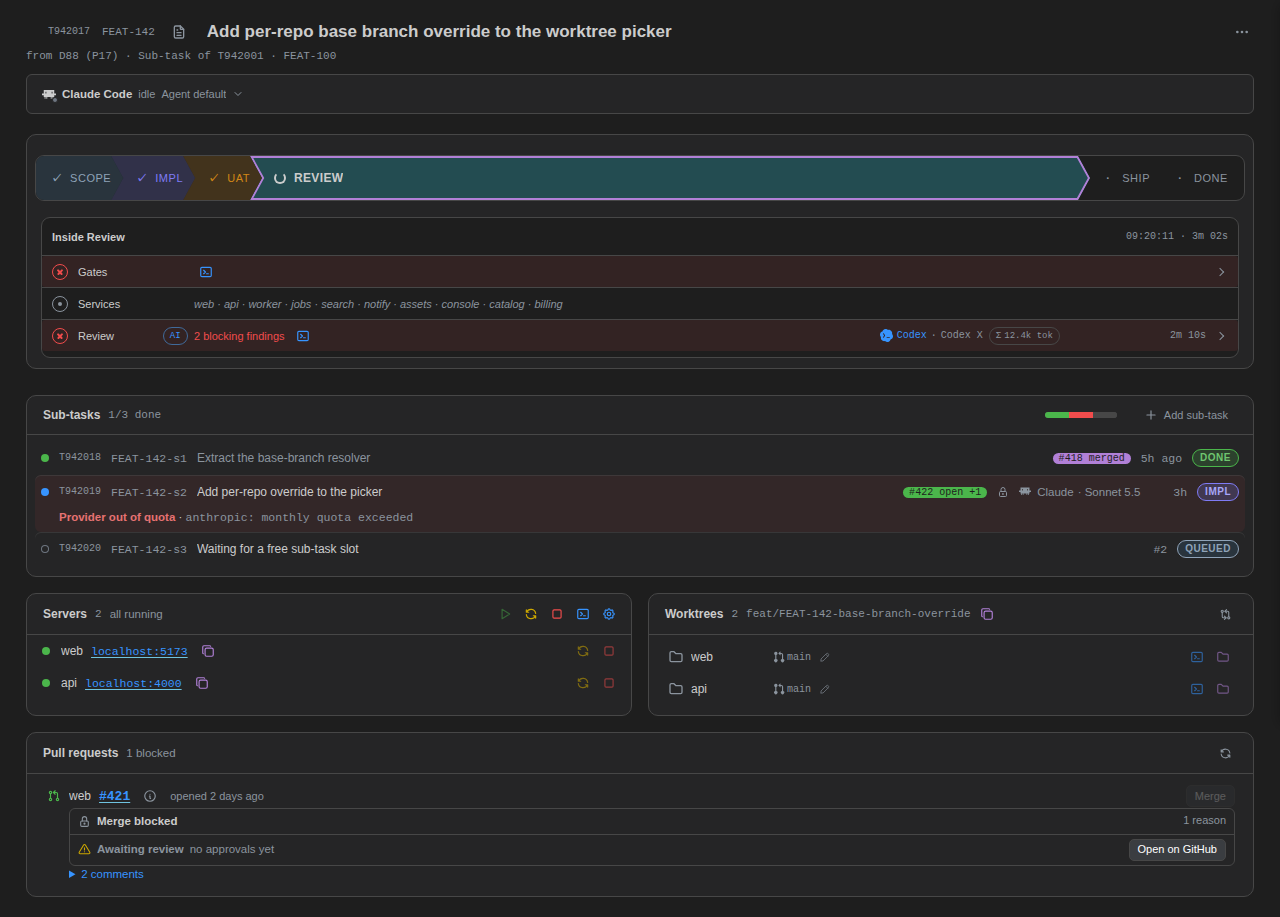 T942017 FEAT-142 Add per-repo base branch override to the worktree picker
from D88 (P17) · Sub-task of T942001 · FEAT-100
Claude Code idle Agent default
SCOPE IMPL UAT REVIEW SHIP DONE
Inside Review 09:20:11 · 3m 02s
Gates
Services web · api · worker · jobs · search · notify · assets · console · catalog · billing
Review AI 2 blocking findings Codex · Codex X Σ 12.4k tok 2m 10s
Sub-tasks 1/3 done Add sub-task
T942018 FEAT-142-s1 Extract the base-branch resolver #418 merged 5h ago DONE
T942019 FEAT-142-s2 Add per-repo override to the picker #422 open +1 Claude · Sonnet 5.5 3h IMPL
Provider out of quota · anthropic: monthly quota exceeded
T942020 FEAT-142-s3 Waiting for a free sub-task slot #2 QUEUED
Servers 2 all running
web localhost:5173
api localhost:4000
Worktrees 2 feat/FEAT-142-base-branch-override
web main
api main
Pull requests 1 blocked
web #421 opened 2 days ago Merge
Merge blocked 1 reason
Awaiting review no approvals yet Open on GitHub
2 comments